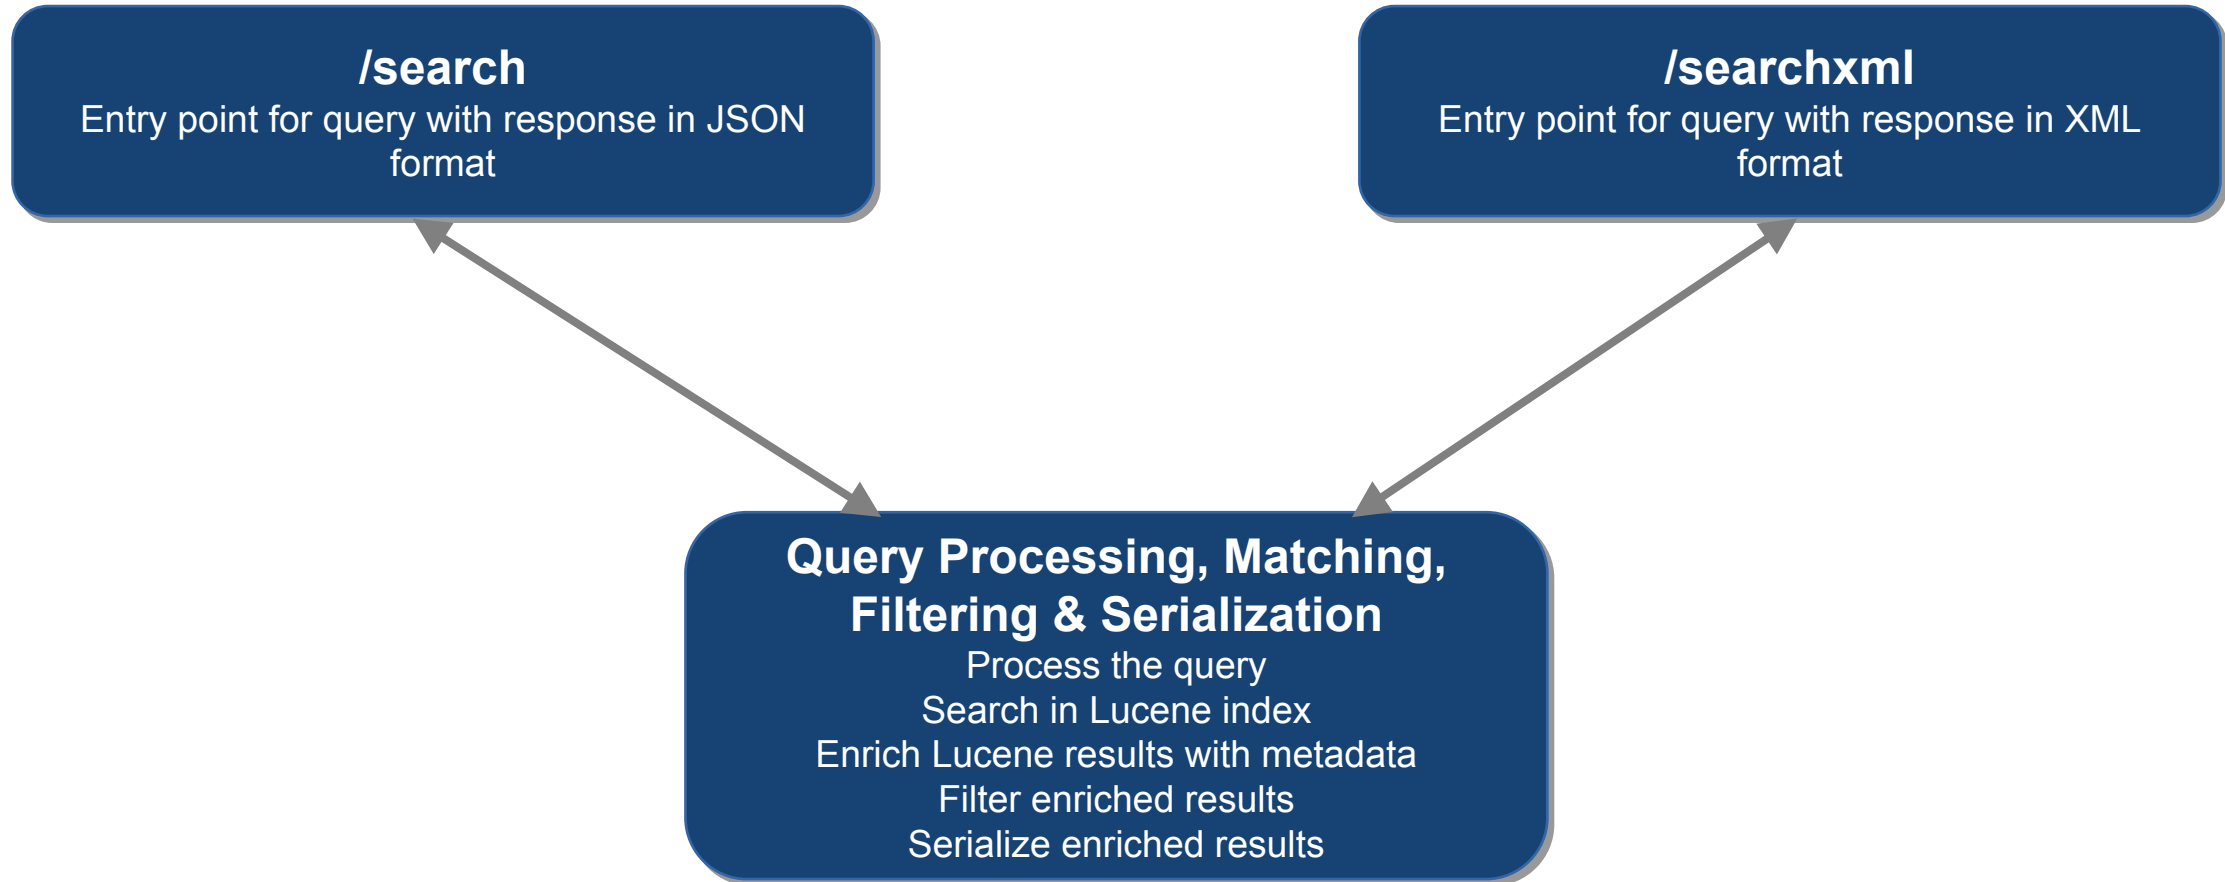 /search
Entry point for query with response in JSON
format
/searchxml
Entry point for query with response in XML
format
Query Processing, Matching,
Filtering & Serialization
Process the query
Search in Lucene index
Enrich Lucene results with metadata
Filter enriched results
Serialize enriched results